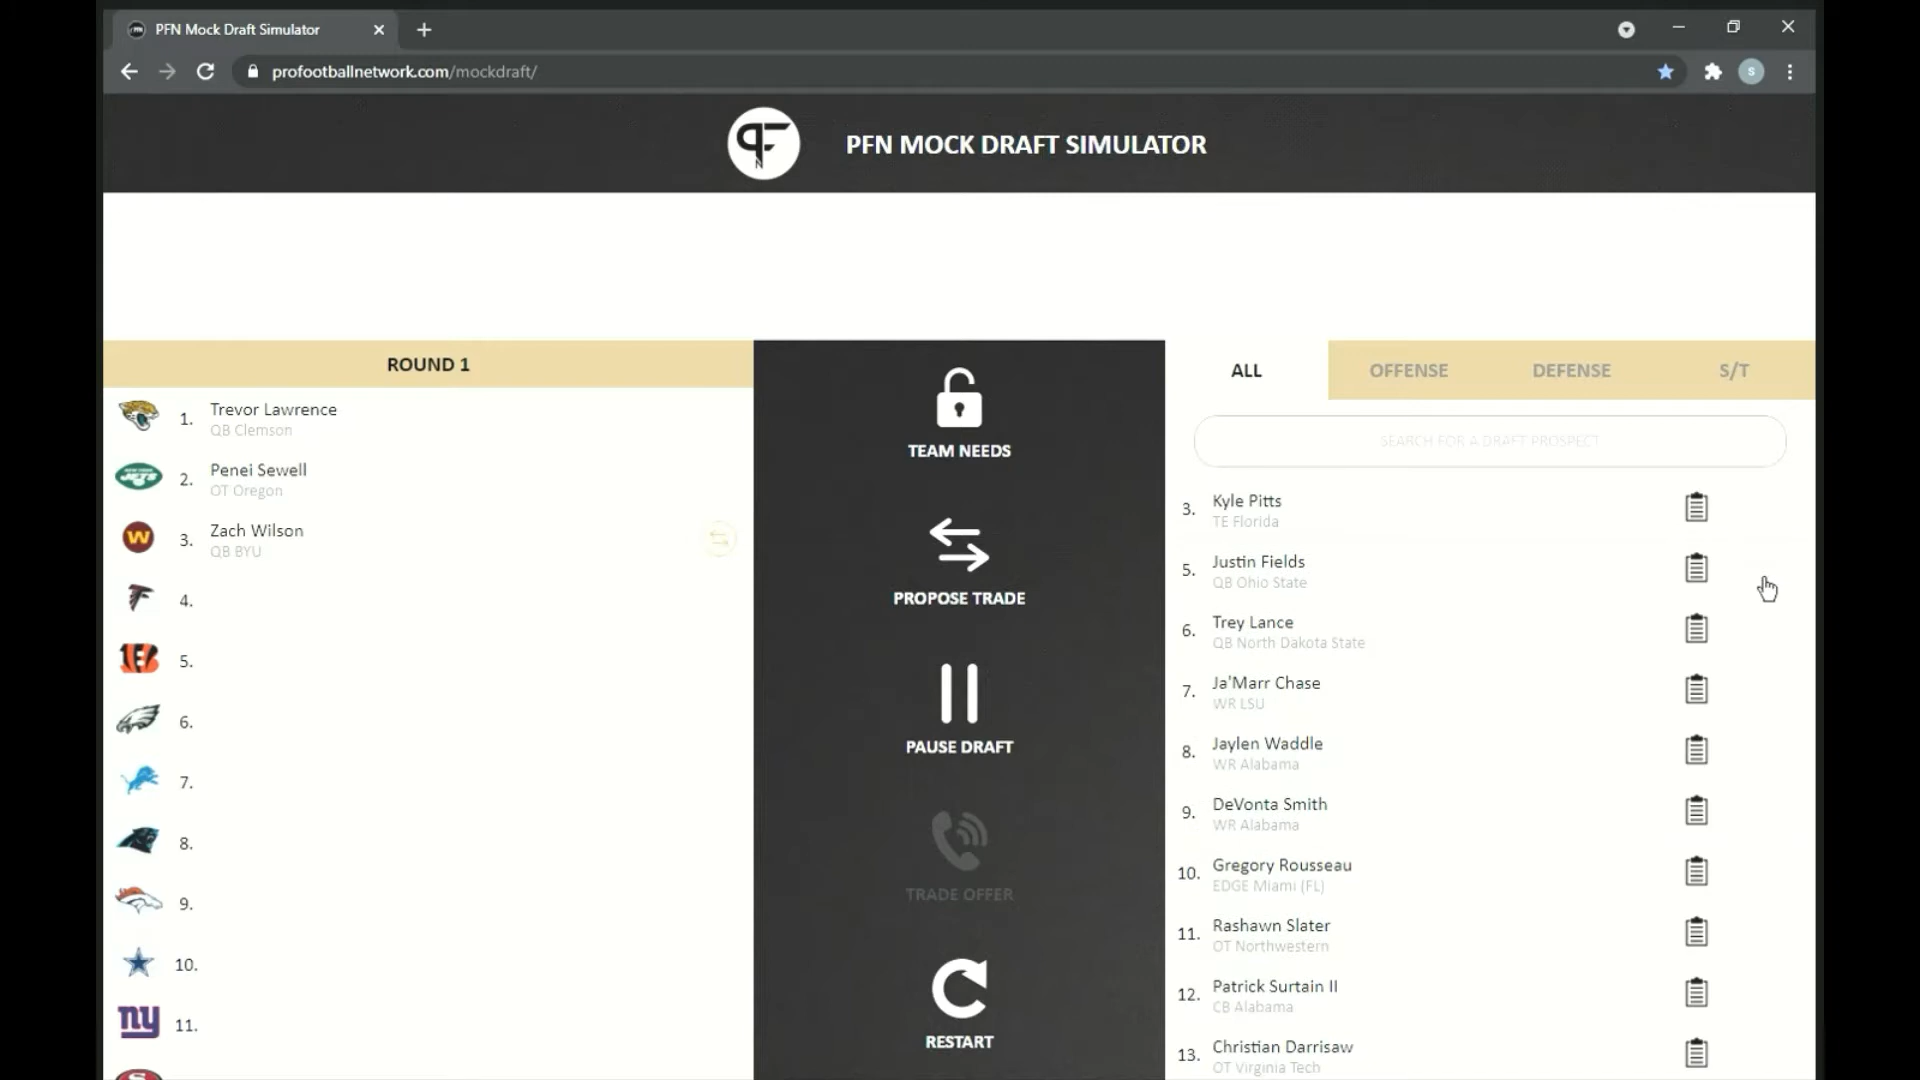 PFN Mock Draft Simulator
profootballnetwork.com/mockdraft/
S
PFN MOCK DRAFT SIMULATOR
ROUND 1
1. Trevor Lawrence
QB Clemson
2. Penei Sewell
OT Oregon
3. Zach Wilson
QB BYU
4.
5.
6.
7.
8.
9.
10.
ny 11.
TEAM NEEDS
PROPOSE TRADE
PAUSE DRAFT
TRADE OFFER
RESTART
ALL OFFENSE DEFENSE S/T
SEARCH FOR A DRAFT PROSPECT
3. Kyle Pitts
TE Florida
5. Justin Fields
QB Ohio State
6. Trey Lance
QB North Dakota State
7. Ja'Marr Chase
WR LSU
8. Jaylen Waddle
WR Alabama
9. DeVonta Smith
WR Alabama
10. Gregory Rousseau
EDGE Miami (FL)
11. Rashawn Slater
OT Northwestern
12. Patrick Surtain II
CB Alabama
13. Christian Darrisaw
OT Virginia Tech